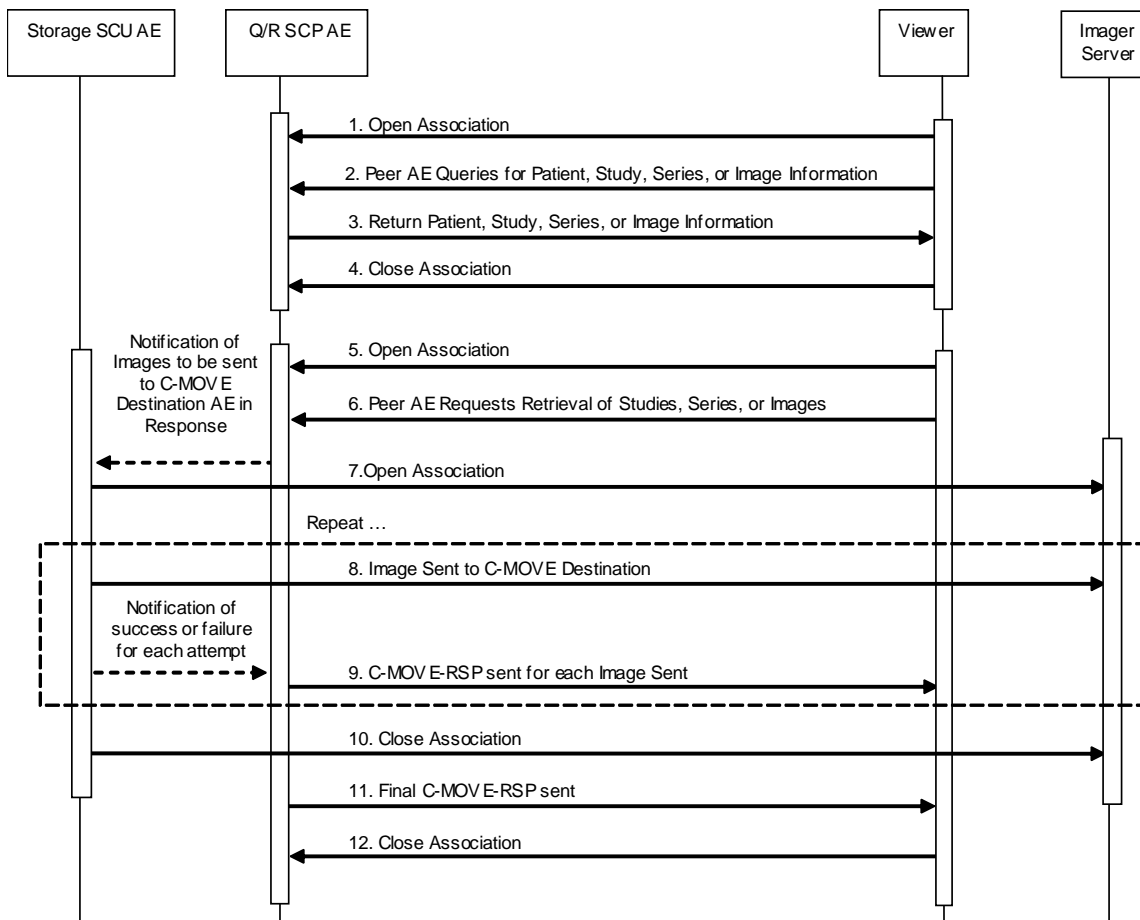 Storage SCU AE
Q/R SCP AE
Viewer
Imager
Server
1. Open Association
2. Peer AE Queries for Patient, Study, Series, or Image Information
3. Return Patient, Study, Series, or Image Information
4. Close Association
Notification of
Images to be sent
to C-MOVE
Destination AE in
Response
5. Open Association
6. Peer AE Requests Retrieval of Studies, Series, or Images
7.Open Association
Repeat …
8. Image Sent to C-MOVE Destination
Notification of
success or failure
for each attempt
9. C-MOVE-RSP sent for each Image Sent
10. Close Association
11. Final C-MOVE-RSP sent
12. Close Association